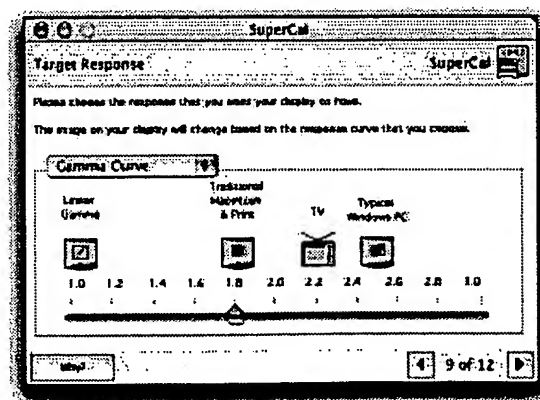 SuperCal
Target Response
SuperCal
Please choose the response that you want your display to have.
The image on your display will change based on the response curve that you choose.
Gamma Curve
Linear
Gamma
Traditional
Macintosh
& Print
TV
Typical
Windows PC
1.0 1.2 1.4 1.6 1.8 2.0 2.2 2.4 2.6 2.8 3.0
9 of 12